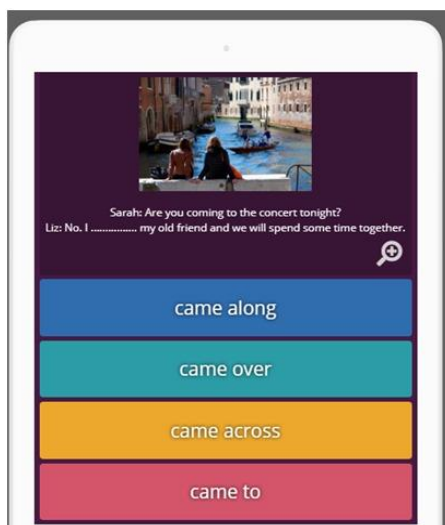 Sarah: Are you coming to the concert tonight?
Liz: No. I ................ my old friend and we will spend some time together.
came along
came over
came across
came to